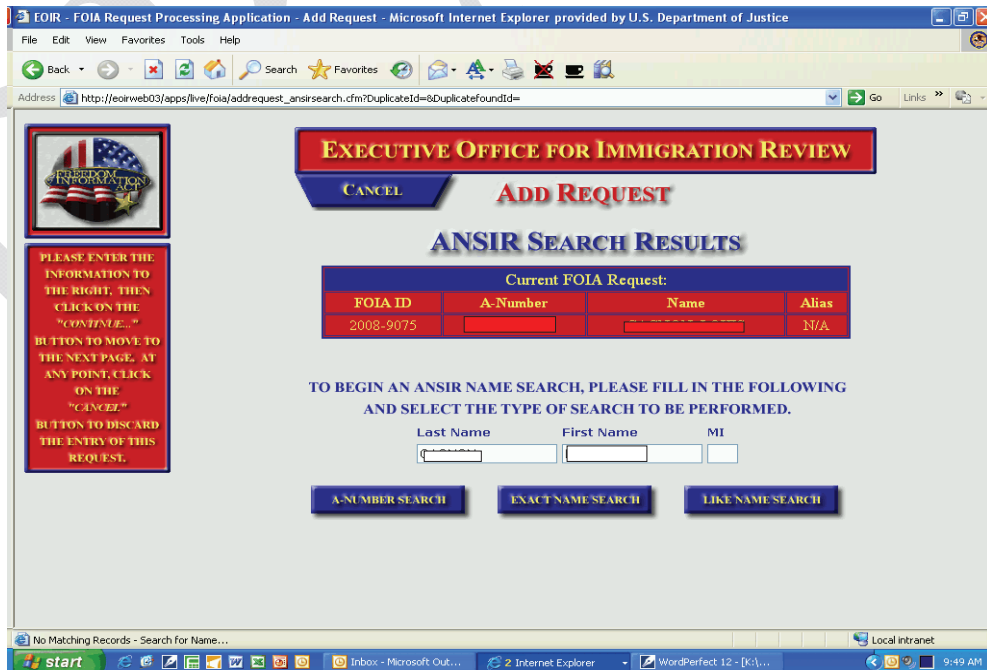 EOIR - FOIA Request Processing Application - Add Request - Microsoft Internet Explorer provided by U.S. Department of Justice
File Edit View Favorites Tools Help
Back Search Favorites
Address http://eoirweb03/apps/live/foia/addrequest_ansirsearch.cfm?DuplicateId=&DuplicatefoundId= Go Links »
FREEDOM
INFORMATION
ACT
EXECUTIVE OFFICE FOR IMMIGRATION REVIEW
CANCEL ADD REQUEST
ANSIR SEARCH RESULTS
PLEASE ENTER THE
INFORMATION TO
THE RIGHT, THEN
CLICK ON THE
"CONTINUE..."
BUTTON TO MOVE TO
THE NEXT PAGE. AT
ANY POINT, CLICK
ON THE
"CANCEL"
BUTTON TO DISCARD
THE ENTRY OF THIS
REQUEST.
Current FOIA Request:
FOIA ID A-Number Name Alias
2008-9075 N/A
TO BEGIN AN ANSIR NAME SEARCH, PLEASE FILL IN THE FOLLOWING
AND SELECT THE TYPE OF SEARCH TO BE PERFORMED.
Last Name First Name MI
A-NUMBER SEARCH EXACT NAME SEARCH LIKE NAME SEARCH
No Matching Records - Search for Name... Local intranet
start Inbox - Microsoft Out... 2 Internet Explorer WordPerfect 12 - [K:\... 9:49 AM